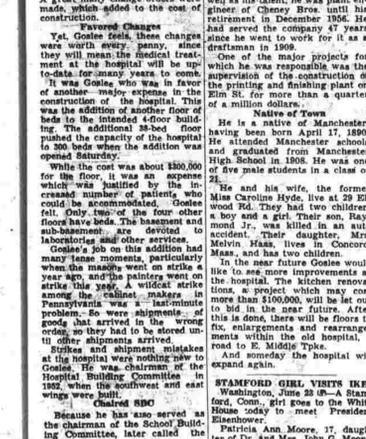 made, which added to the cost of
construction.
Favored Changes
Yet, Goslee feels, these changes
were worth every penny, since
they will mean the medical treat-
ment at the hospital will be up-
to-date for many years to come.
It was Goslee who was in favor
of another major expense in the
construction of the hospital. This
was the addition of another floor of
beds to the intended 4-floor build-
ing. The additional 38-bed floor
pushed the capacity of the hospital
to 300 beds when the addition was
opened Saturday.
While the cost was about $300,000
for the floor, it was an expense
which was justified by the in-
creased number of patients who
could be accommodated, Goslee
felt. Only two of the four other
floors have beds. The basement and
sub-basement are devoted to
laboratories and other services.
Goslee's job on this addition had
many tense moments, particularly
when the masons went on strike a
year ago, and the painters went on
strike this year. A wildcat strike
among the cabinet makers in
Pennsylvania was a last-minute
problem. So were shipments of
goods that arrived in the wrong
order, so they had to be stored un-
til other shipments arrived.
Strikes and shipment mistakes
at the hospital were nothing new to
Goslee. He was chairman of the
Hospital Building Committee in
1952, when the southwest and east
wings were built.
Chaired SBC
Because he has also served as
the chairman of the School Build-
ing Committee, later called the
gineer of Cheney Bros. until his
retirement in December 1956. He
had served the company 47 years
since he went to work for it as a
draftsman in 1909.
One of the major projects for
which he was responsible was the
supervision of the construction of
the printing and finishing plant on
Elm St. for more than a quarter
of a million dollars.
Native of Town
He is a native of Manchester
having been born April 17, 1890
He attended Manchester school
and graduated from Manchester
High School in 1908. He was one
of five male students in a class of
21.
He and his wife, the former
Miss Caroline Hyde, live at 29 El
wood Rd. They had two children
a boy and a girl. Their son, Ray
mond Jr., was killed in an auto
accident. Their daughter, Mrs
Melvin Haas, lives in Concord
Mass., and has two children.
In the near future Goslee woul
like to see more improvements a
the hospital. The kitchen renova
tions, a project which may cos
more than $100,000, will be let ou
to bid in the near future. After
this is done, there will be floors t
fix, enlargements and rearrange
ments within the old hospital,
road to E. Middle Tpke.
And someday the hospital wi
expand again.
STAMFORD GIRL VISITS IKE
Washington, June 23 — A Stam
ford, Conn., girl goes to the Whit
House today to meet Presiden
Eisenhower.
Patricia Ann Moore, 17, daugh